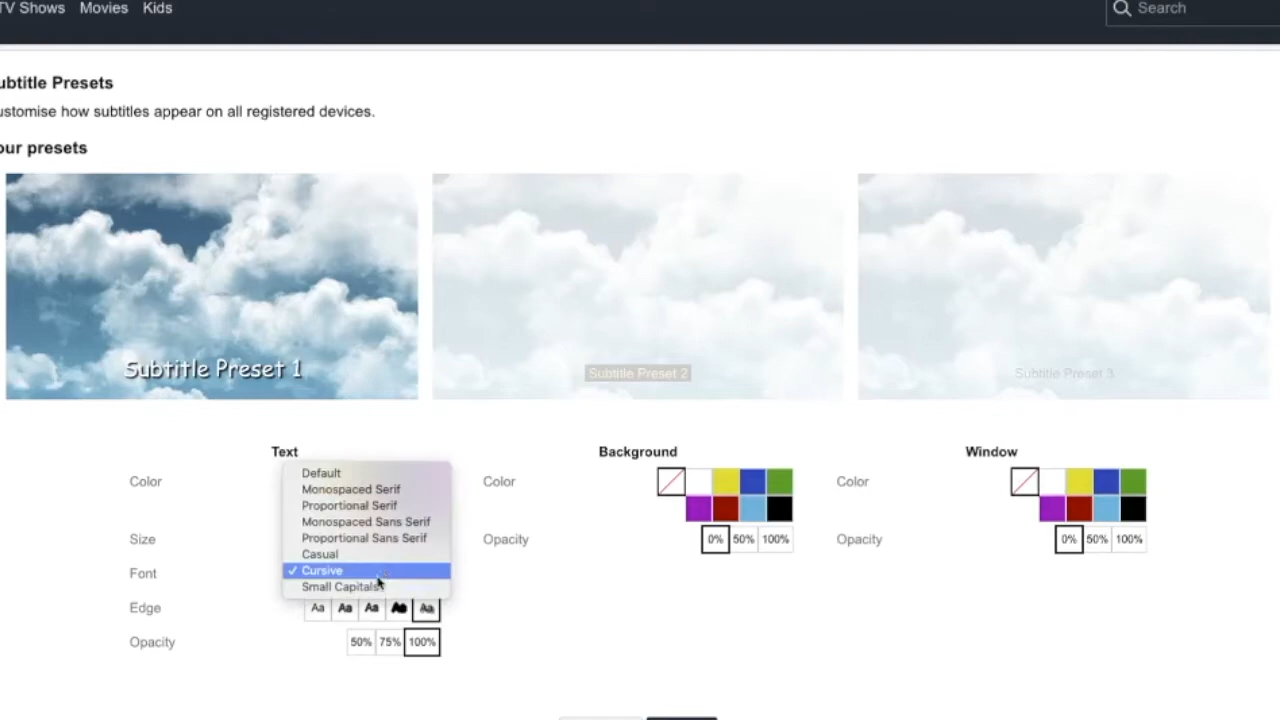 TV Shows Movies Kids Search
ubtitle Presets
ustomise how subtitles appear on all registered devices.
our presets
Subtitle Preset 1 Subtitle Preset 2 Subtitle Preset 3
Text Background Window
Color Default Color Color
Monospaced Serif
Proportional Serif
Monospaced Sans Serif
Size Proportional Sans Serif Opacity 0% 50% 100% Opacity 0% 50% 100%
Casual
Font ✓ Cursive
Small Capitals
Edge Aa Aa Aa Aa Aa
Opacity 50% 75% 100%